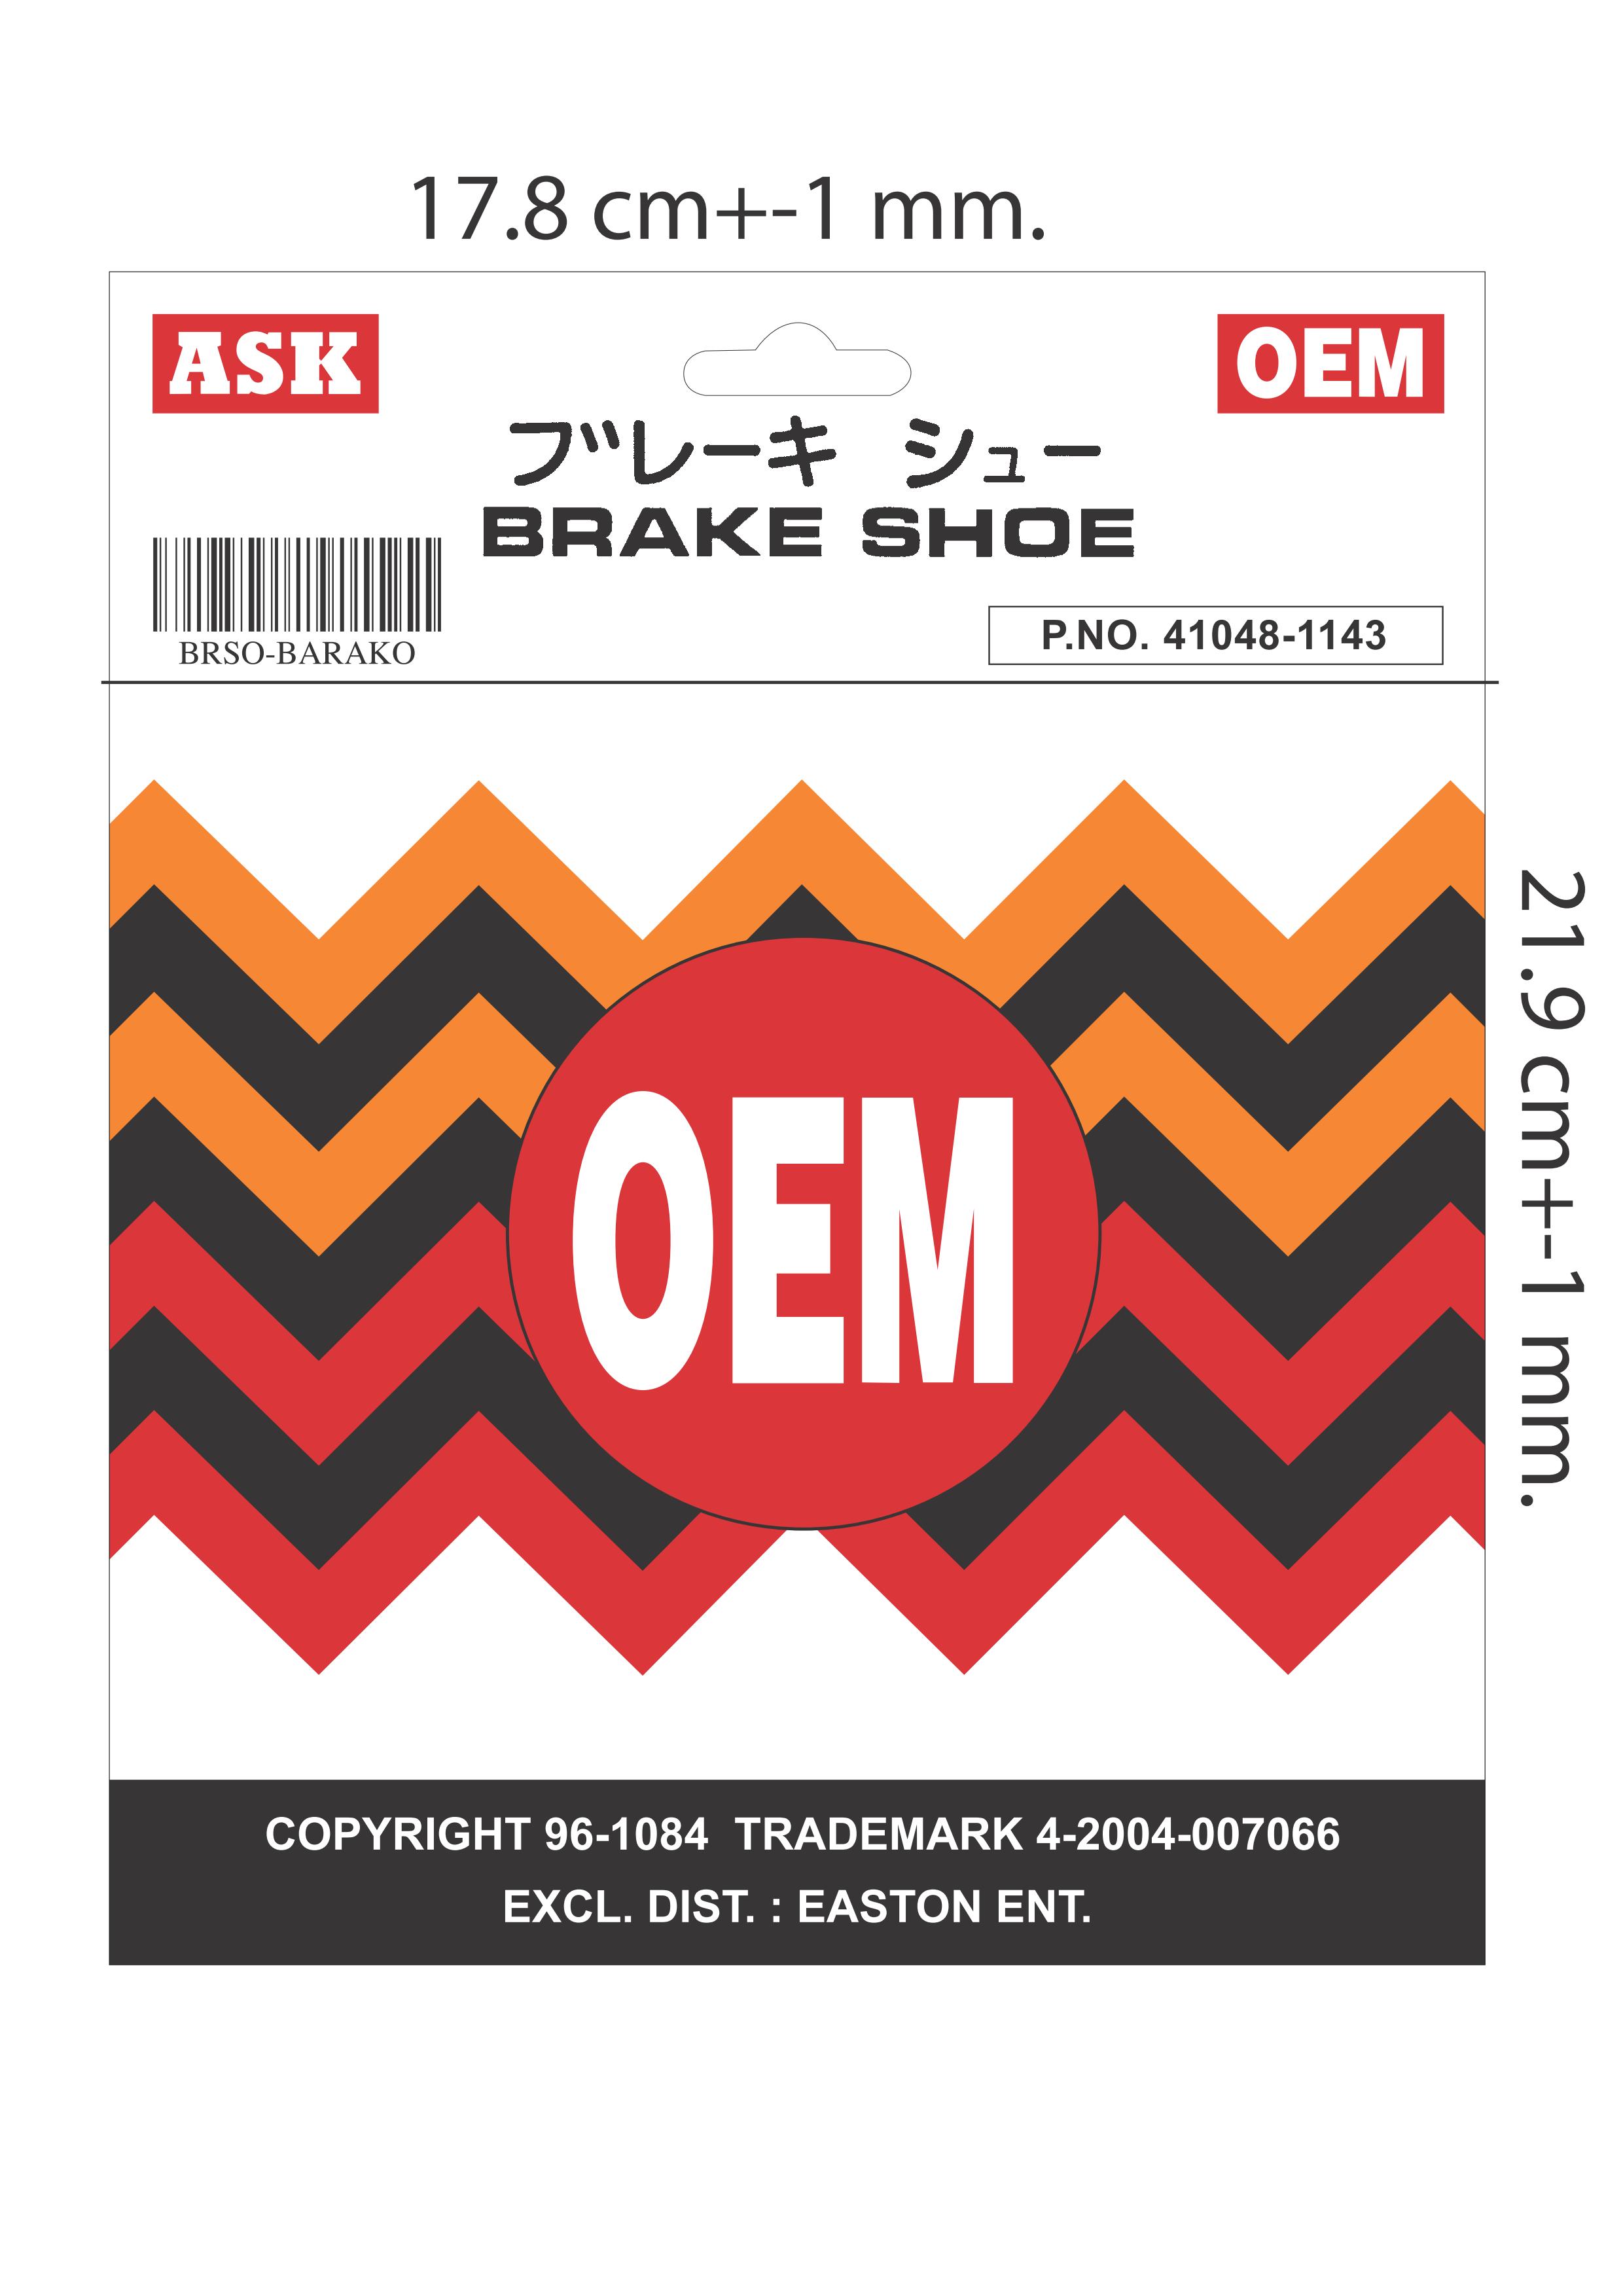 17.8 cm+-1 mm.
ASK
OEM
ブレーキ シュー
BRAKE SHOE
BRSO-BARAKO
P.NO. 41048-1143
21.9 cm+-1 mm.
OEM
COPYRIGHT 96-1084 TRADEMARK 4-2004-007066
EXCL. DIST. : EASTON ENT.